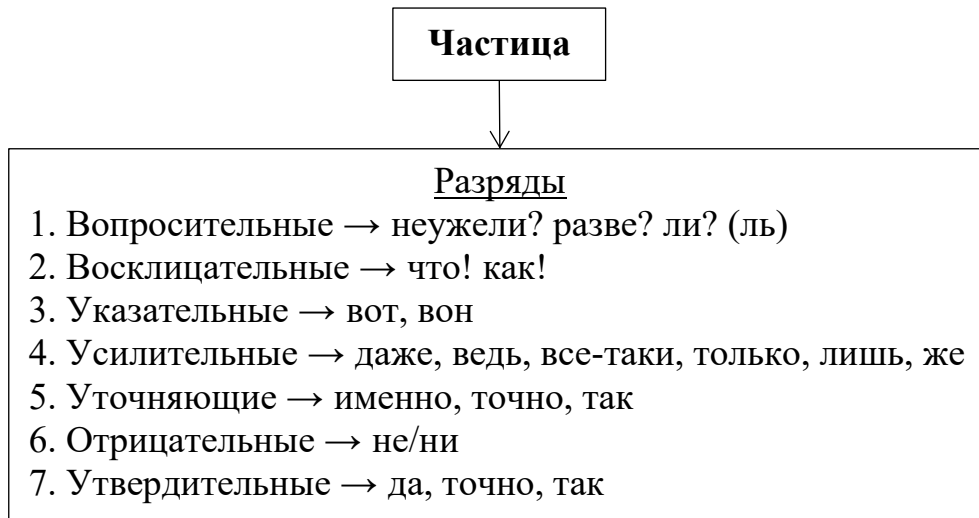 Частица
Разряды
1. Вопросительные → неужели? разве? ли? (ль)
2. Восклицательные → что! как!
3. Указательные → вот, вон
4. Усилительные → даже, ведь, все-таки, только, лишь, же
5. Уточняющие → именно, точно, так
6. Отрицательные → не/ни
7. Утвердительные → да, точно, так